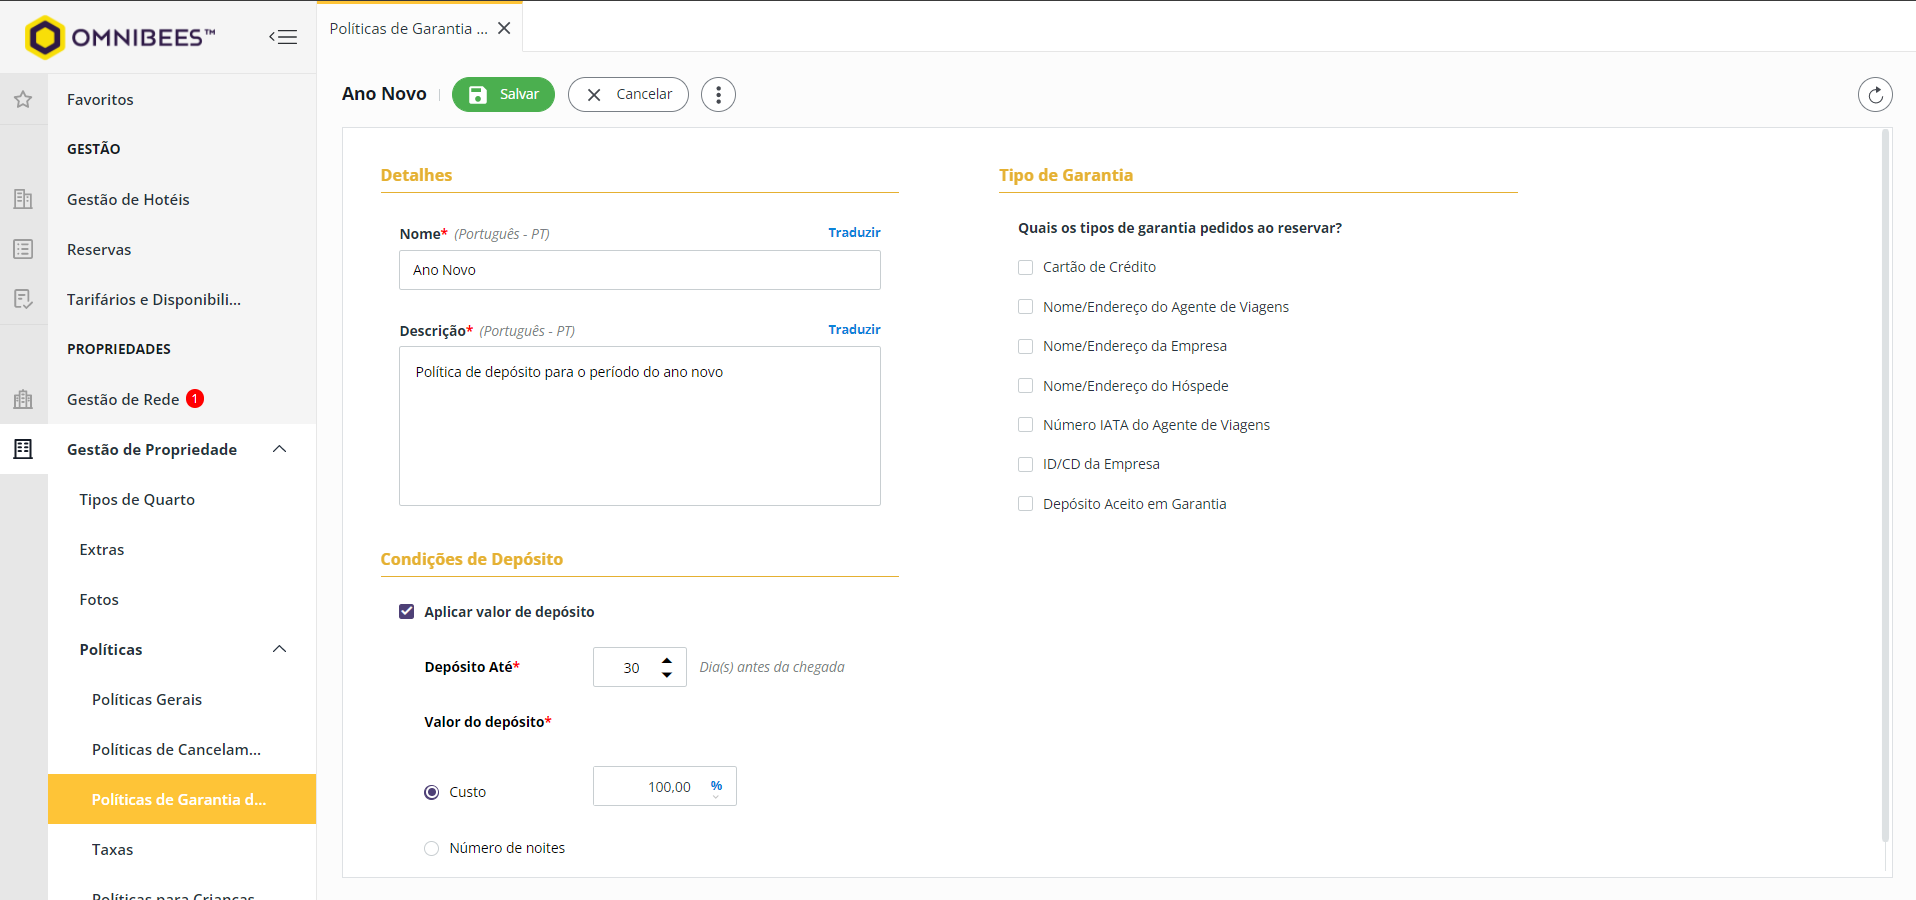 OMNIBEES™
Favoritos
GESTÃO
Gestão de Hotéis
Reservas
Tarifários e Disponibili...
PROPRIEDADES
Gestão de Rede 1
Gestão de Propriedade
Tipos de Quarto
Extras
Fotos
Políticas
Políticas Gerais
Políticas de Cancelam...
Políticas de Garantia d...
Taxas
Políticas para Crianças
Políticas de Garantia ...
Ano Novo
Salvar
Cancelar
Detalhes
Nome* (Português - PT) Traduzir
Ano Novo
Descrição* (Português - PT) Traduzir
Política de depósito para o período do ano novo
Condições de Depósito
Aplicar valor de depósito
Depósito Até* 30 Dia(s) antes da chegada
Valor do depósito*
Custo 100,00 %
Número de noites
Tipo de Garantia
Quais os tipos de garantia pedidos ao reservar?
Cartão de Crédito
Nome/Endereço do Agente de Viagens
Nome/Endereço da Empresa
Nome/Endereço do Hóspede
Número IATA do Agente de Viagens
ID/CD da Empresa
Depósito Aceito em Garantia